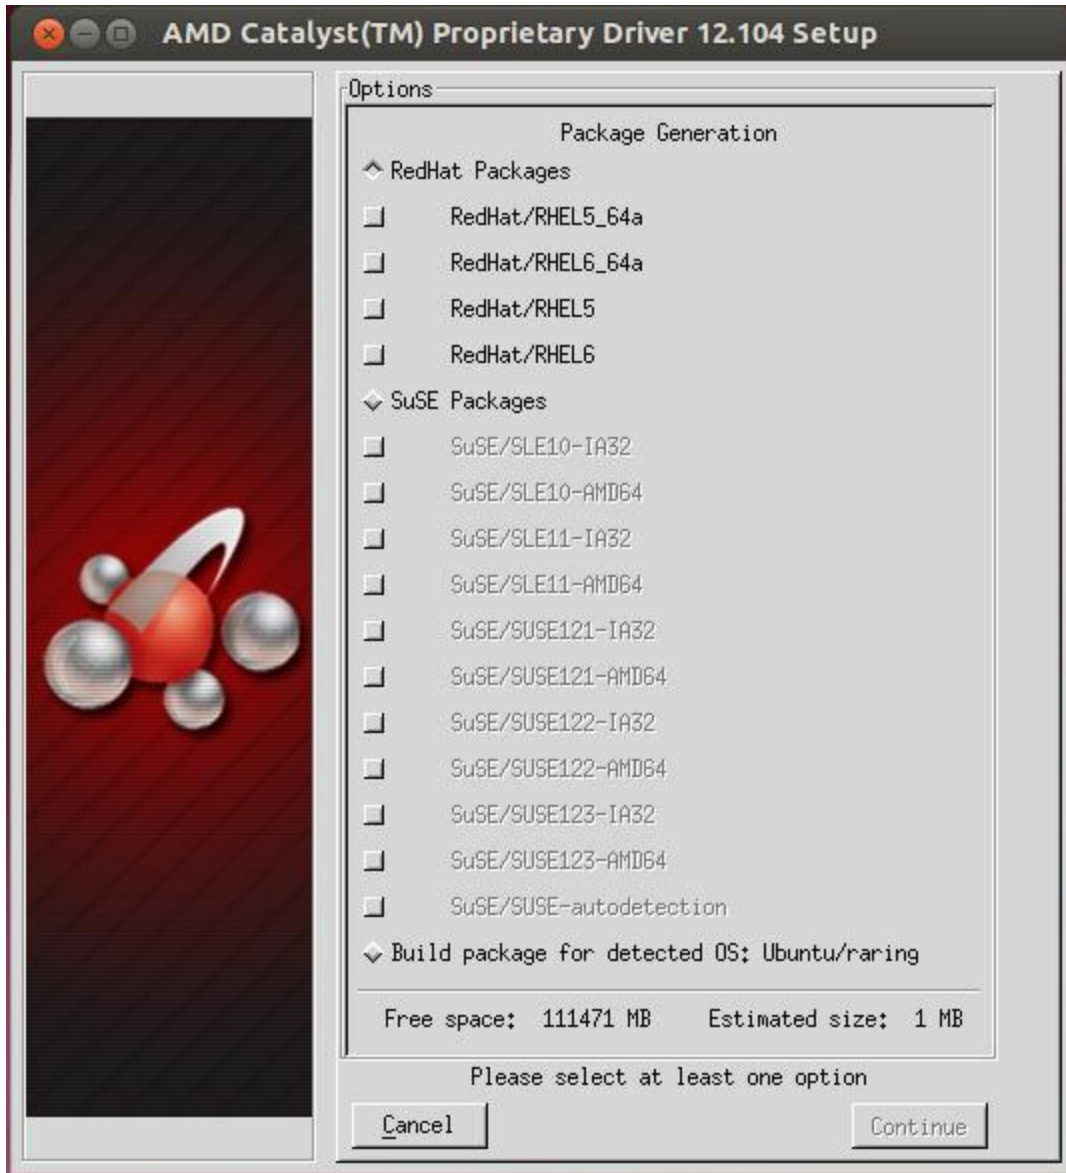 AMD Catalyst(TM) Proprietary Driver 12.104 Setup
Options
Package Generation
RedHat Packages
RedHat/RHEL5_64a
RedHat/RHEL6_64a
RedHat/RHEL5
RedHat/RHEL6
SuSE Packages
SuSE/SLE10-IA32
SuSE/SLE10-AMD64
SuSE/SLE11-IA32
SuSE/SLE11-AMD64
SuSE/SUSE121-IA32
SuSE/SUSE121-AMD64
SuSE/SUSE122-IA32
SuSE/SUSE122-AMD64
SuSE/SUSE123-IA32
SuSE/SUSE123-AMD64
SuSE/SUSE-autodetection
Build package for detected OS: Ubuntu/raring
Free space: 111471 MB Estimated size: 1 MB
Please select at least one option
Cancel Continue